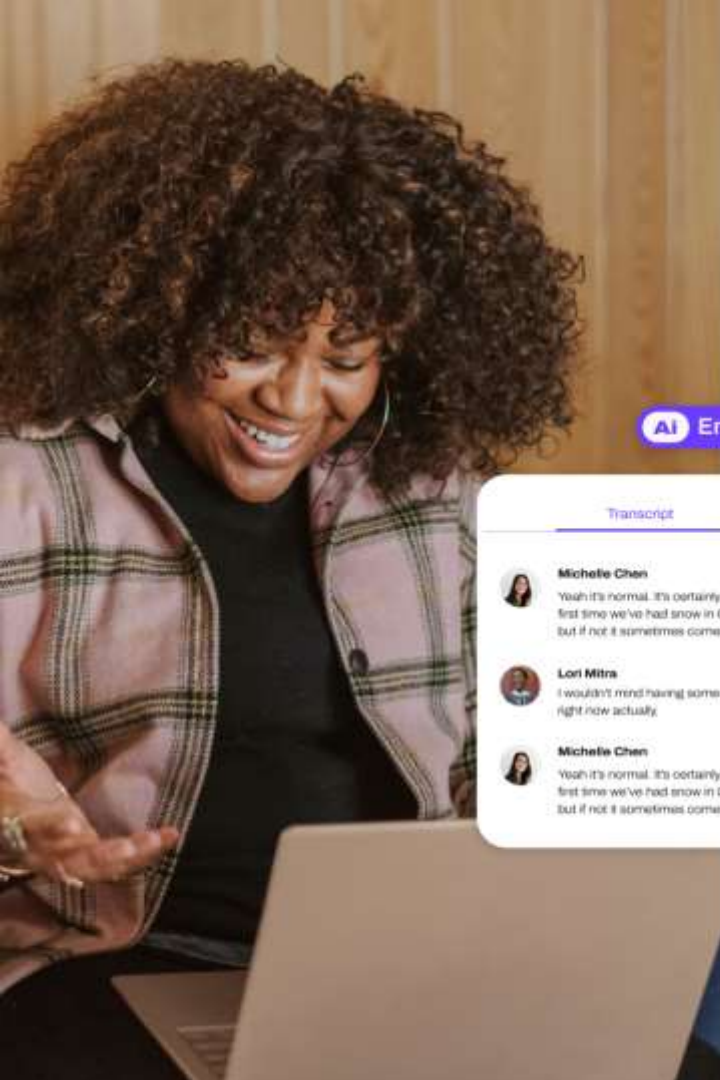 Ai
Transcript
Michelle Chen
Yeah it's normal. It's certainly
first time we've had snow in
but if not it sometimes come
Lori Mitra
I wouldn't mind having some
right now actually.
Michelle Chen
Yeah it's normal. It's certainly
first time we've had snow in
but if not it sometimes come